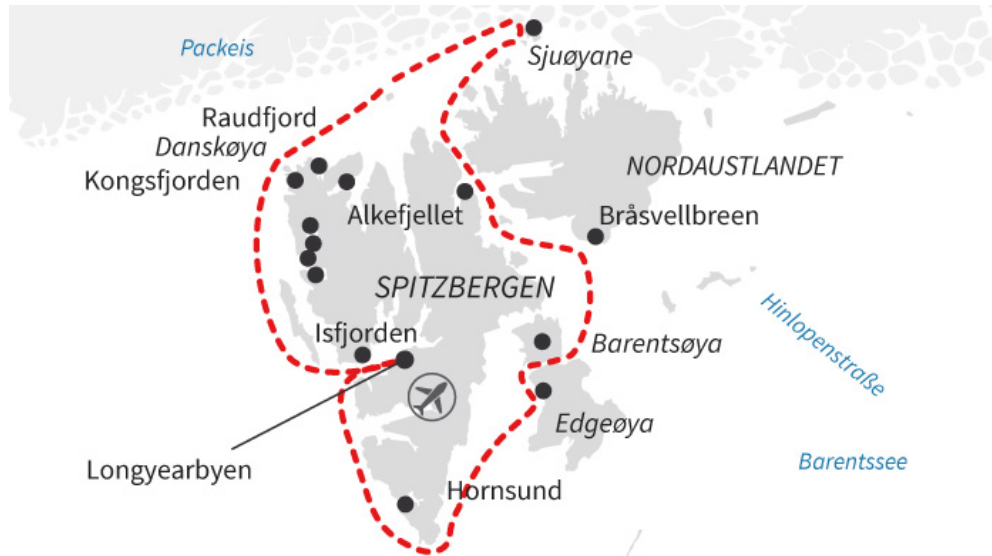 Packeis
Sjuøyane
Raudfjord
Danskøya
Kongsfjorden
NORDAUSTLANDET
Alkefjellet
Bråsvellbreen
SPITZBERGEN
Hinlopenstraße
Isfjorden
Barentsøya
Edgeøya
Longyearbyen
Barentssee
Hornsund